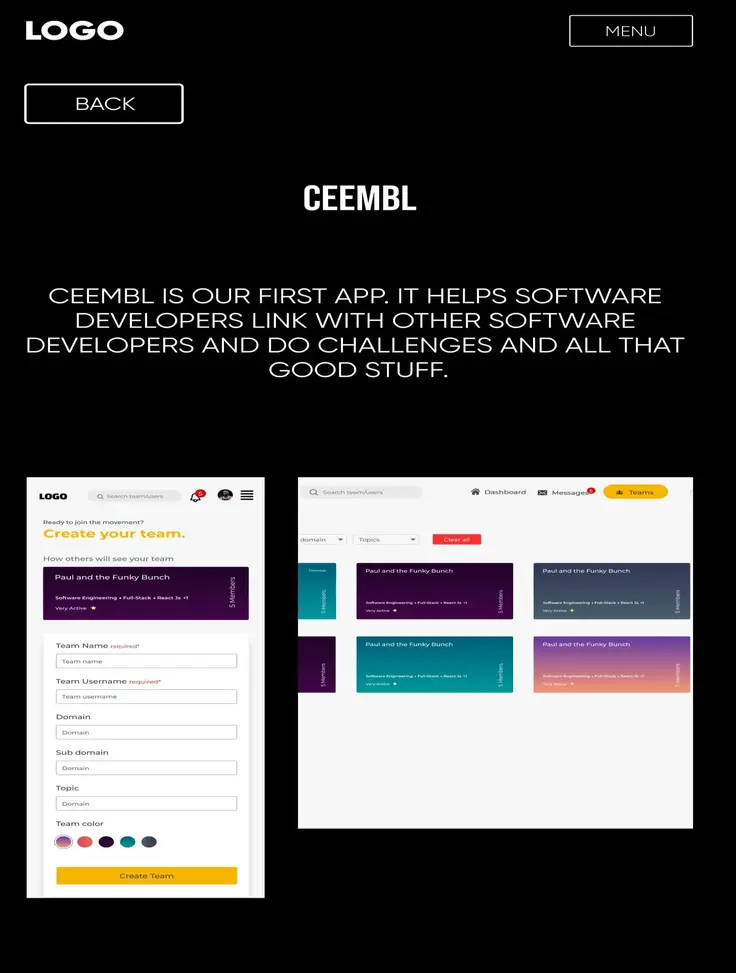 LOGO
MENU
BACK
CEEMBL
CEEMBL IS OUR FIRST APP. IT HELPS SOFTWARE
DEVELOPERS LINK WITH OTHER SOFTWARE
DEVELOPERS AND DO CHALLENGES AND ALL THAT
GOOD STUFF.
LOGO
Search team/users
5
Ready to join the movement?
Create your team.
How others will see your team
Paul and the Funky Bunch
Software Engineering + Full-Stack + React Js +1
Very Active
5 Members
Team Name required*
Team name
Team Username required*
Team username
Domain
Domain
Sub domain
Domain
Topic
Domain
Team color
Create Team
Search team/users
Dashboard
Messages
5
Teams
domain
Topics
Clear all
5 Members
Paul and the Funky Bunch
Software Engineering + Full-Stack + React Js +1
Very Active
5 Members
Paul and the Funky Bunch
Software Engineering + Full-Stack + React Js +1
Very Active
5 Members
5 Members
Paul and the Funky Bunch
Software Engineering + Full-Stack + React Js +1
Very Active
5 Members
Paul and the Funky Bunch
Software Engineering + Full-Stack + React Js +1
Very Active
5 Members